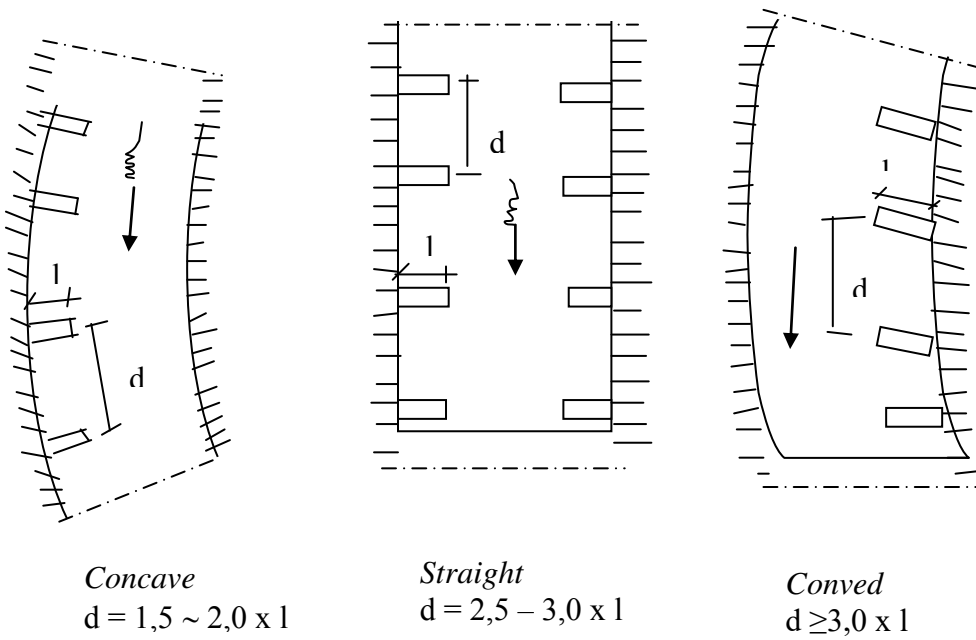 l
d
d
l
l
d
Concave
d = 1,5 ~ 2,0 x l
Straight
d = 2,5 – 3,0 x l
Conved
d ≥3,0 x l